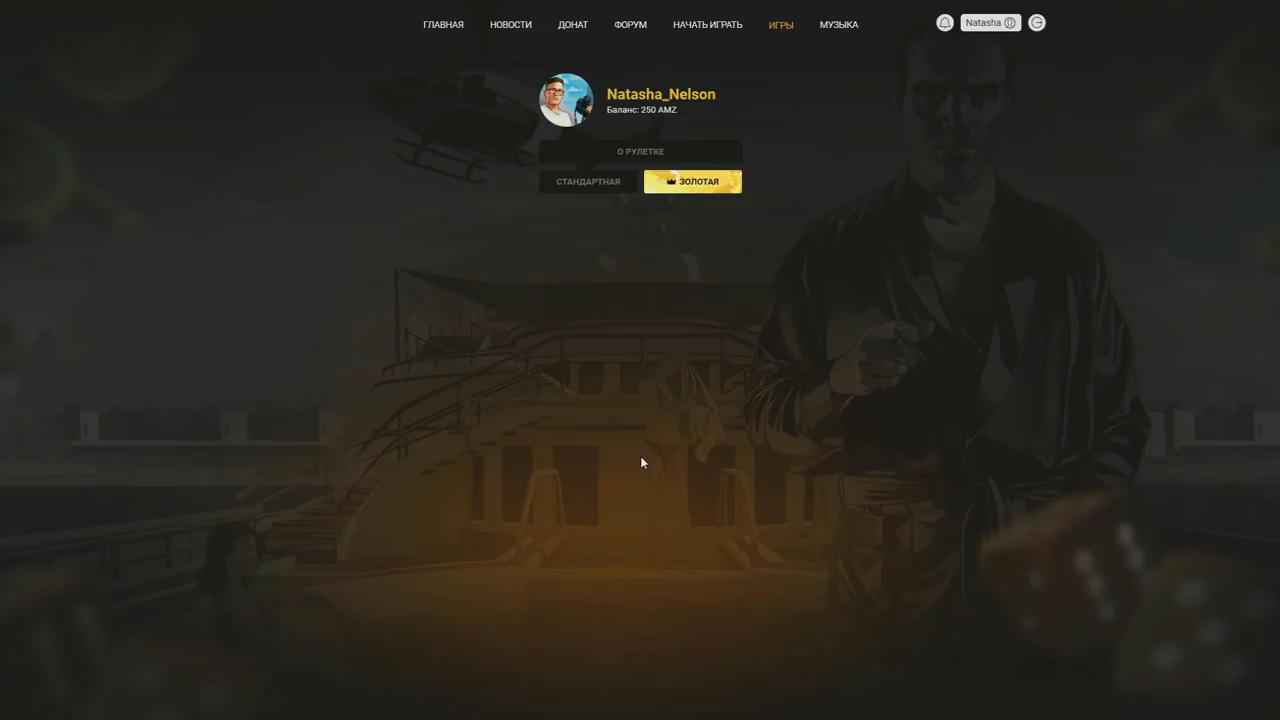 ГЛАВНАЯ НОВОСТИ ДОНАТ ФОРУМ НАЧАТЬ ИГРАТЬ ИГРЫ МУЗЫКА Natasha
Natasha_Nelson
Баланс: 250 AMZ
О РУЛЕТКЕ
СТАНДАРТНАЯ ЗОЛОТАЯ